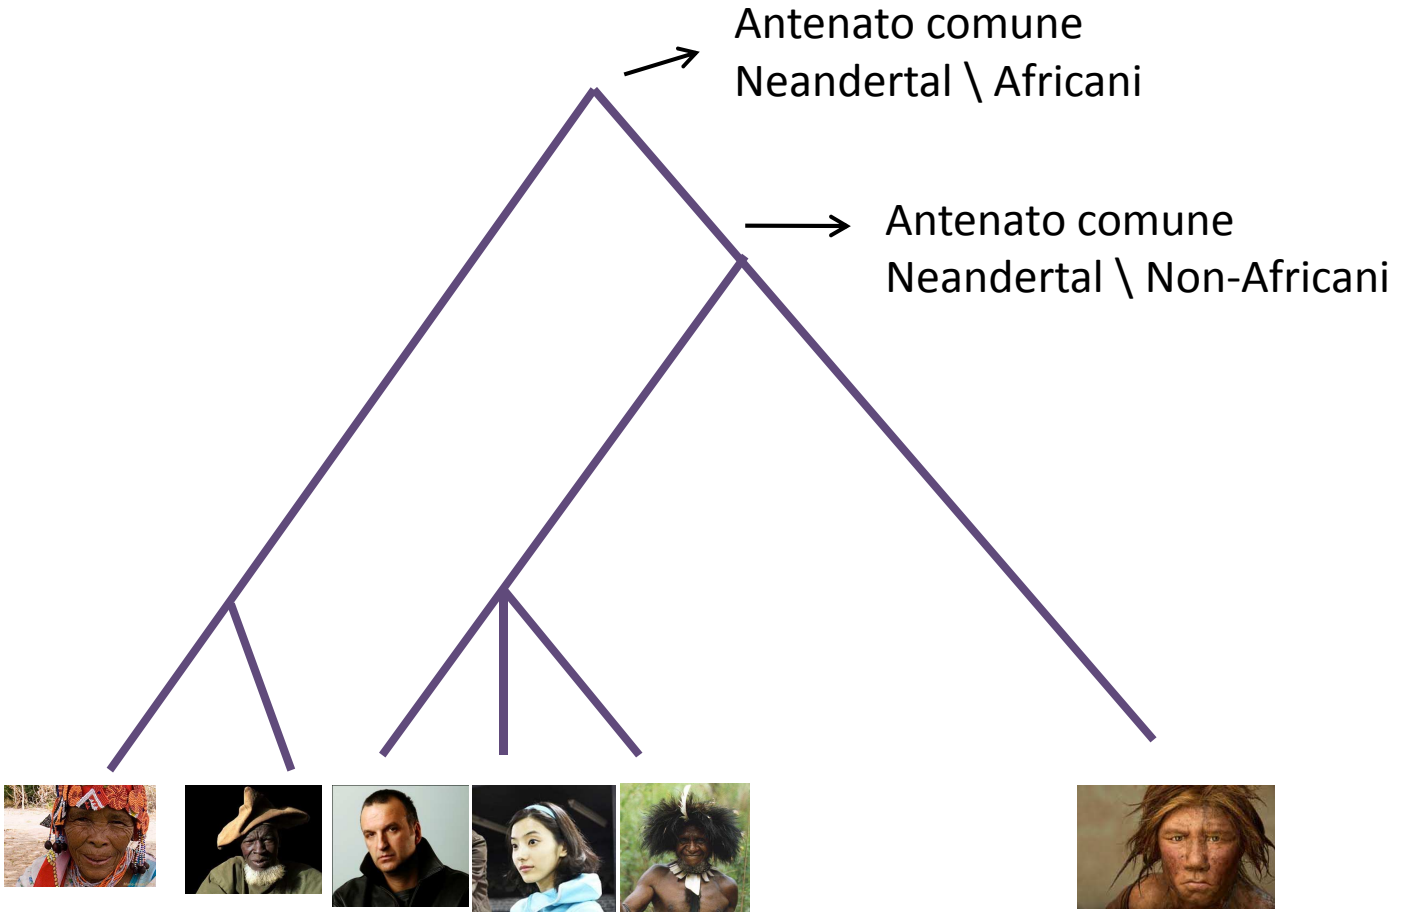 Antenato comune
Neandertal \ Africani
Antenato comune
Neandertal \ Non-Africani